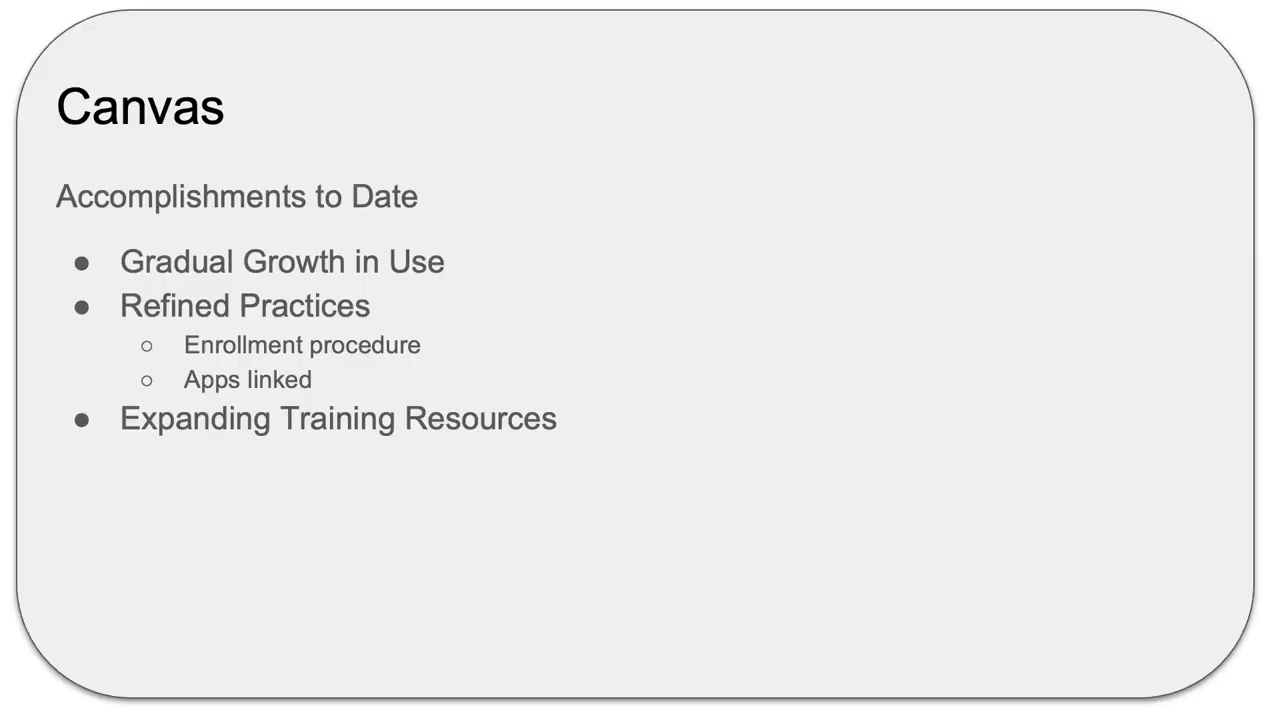 Canvas
Accomplishments to Date
● Gradual Growth in Use
● Refined Practices
○ Enrollment procedure
○ Apps linked
● Expanding Training Resources